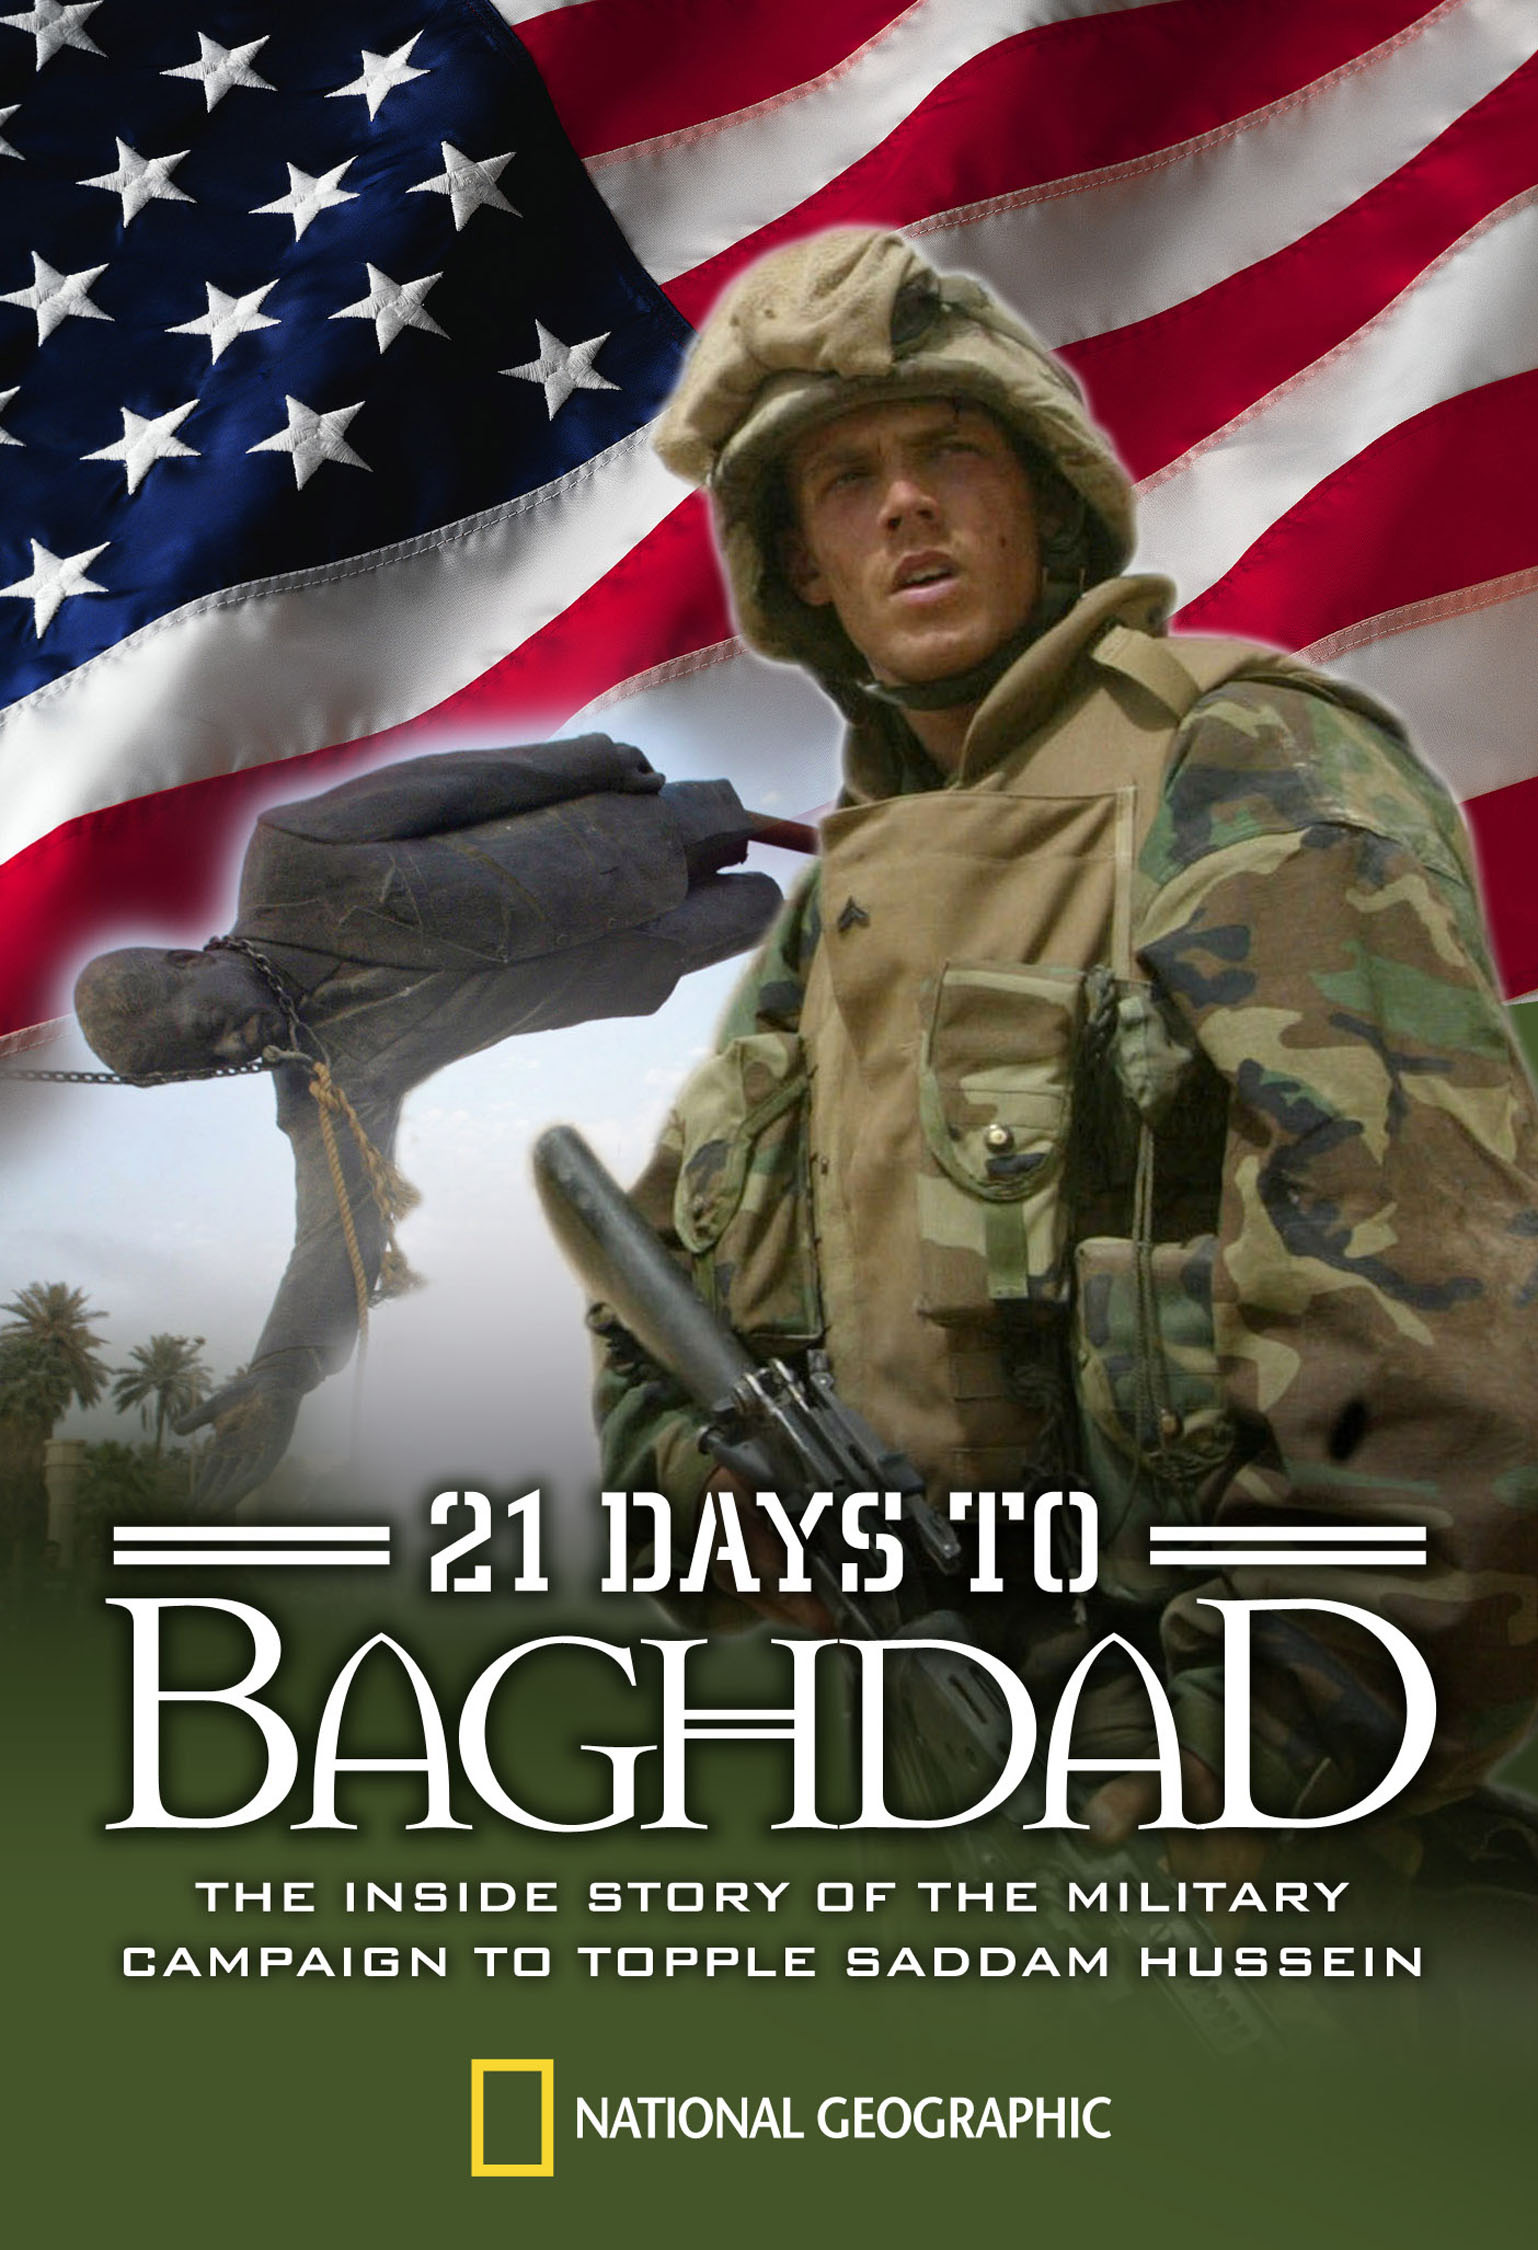 21 DAYS TO
BAGHDAD
THE INSIDE STORY OF THE MILITARY
CAMPAIGN TO TOPPLE SADDAM HUSSEIN
NATIONAL GEOGRAPHIC